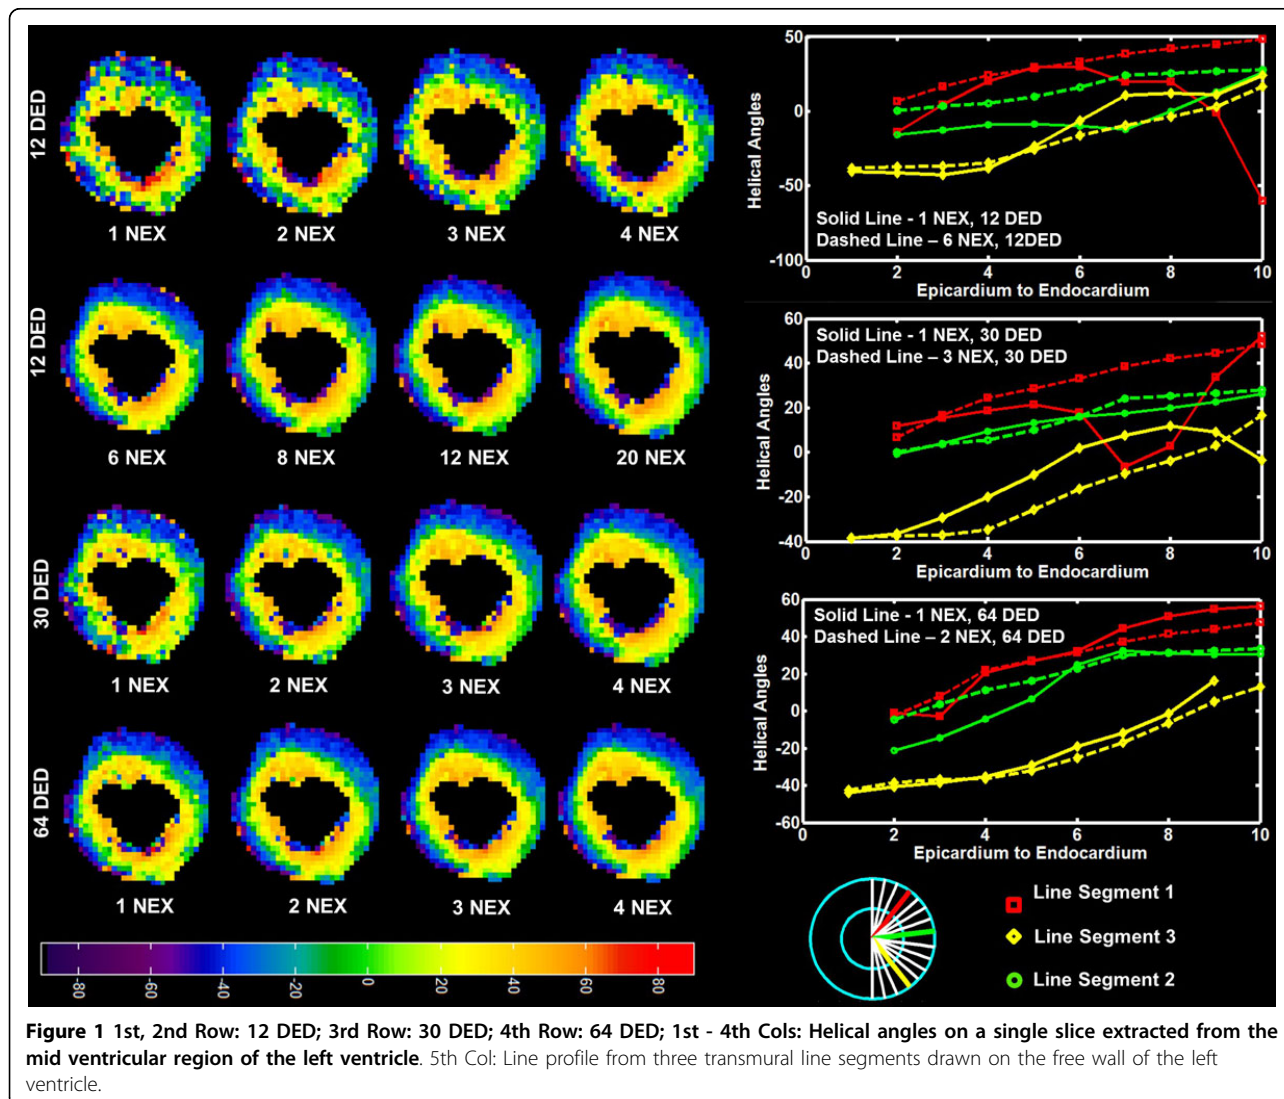 12 DED
1 NEX
2 NEX
3 NEX
4 NEX
12 DED
6 NEX
8 NEX
12 NEX
20 NEX
30 DED
1 NEX
2 NEX
3 NEX
4 NEX
64 DED
1 NEX
2 NEX
3 NEX
4 NEX
-80
-60
-40
-20
0
20
40
60
80
Helical Angles
50
0
-50
-100
Solid Line - 1 NEX, 12 DED
Dashed Line – 6 NEX, 12DED
0 2 4 6 8 10
Epicardium to Endocardium
Helical Angles
60
40
20
0
-20
-40
Solid Line - 1 NEX, 30 DED
Dashed Line – 3 NEX, 30 DED
0 2 4 6 8 10
Epicardium to Endocardium
Helical Angles
60
40
20
0
-20
-40
-60
Solid Line - 1 NEX, 64 DED
Dashed Line – 2 NEX, 64 DED
0 2 4 6 8 10
Epicardium to Endocardium
Line Segment 1
Line Segment 3
Line Segment 2
Figure 1 1st, 2nd Row: 12 DED; 3rd Row: 30 DED; 4th Row: 64 DED; 1st - 4th Cols: Helical angles on a single slice extracted from the
mid ventricular region of the left ventricle. 5th Col: Line profile from three transmural line segments drawn on the free wall of the left
ventricle.